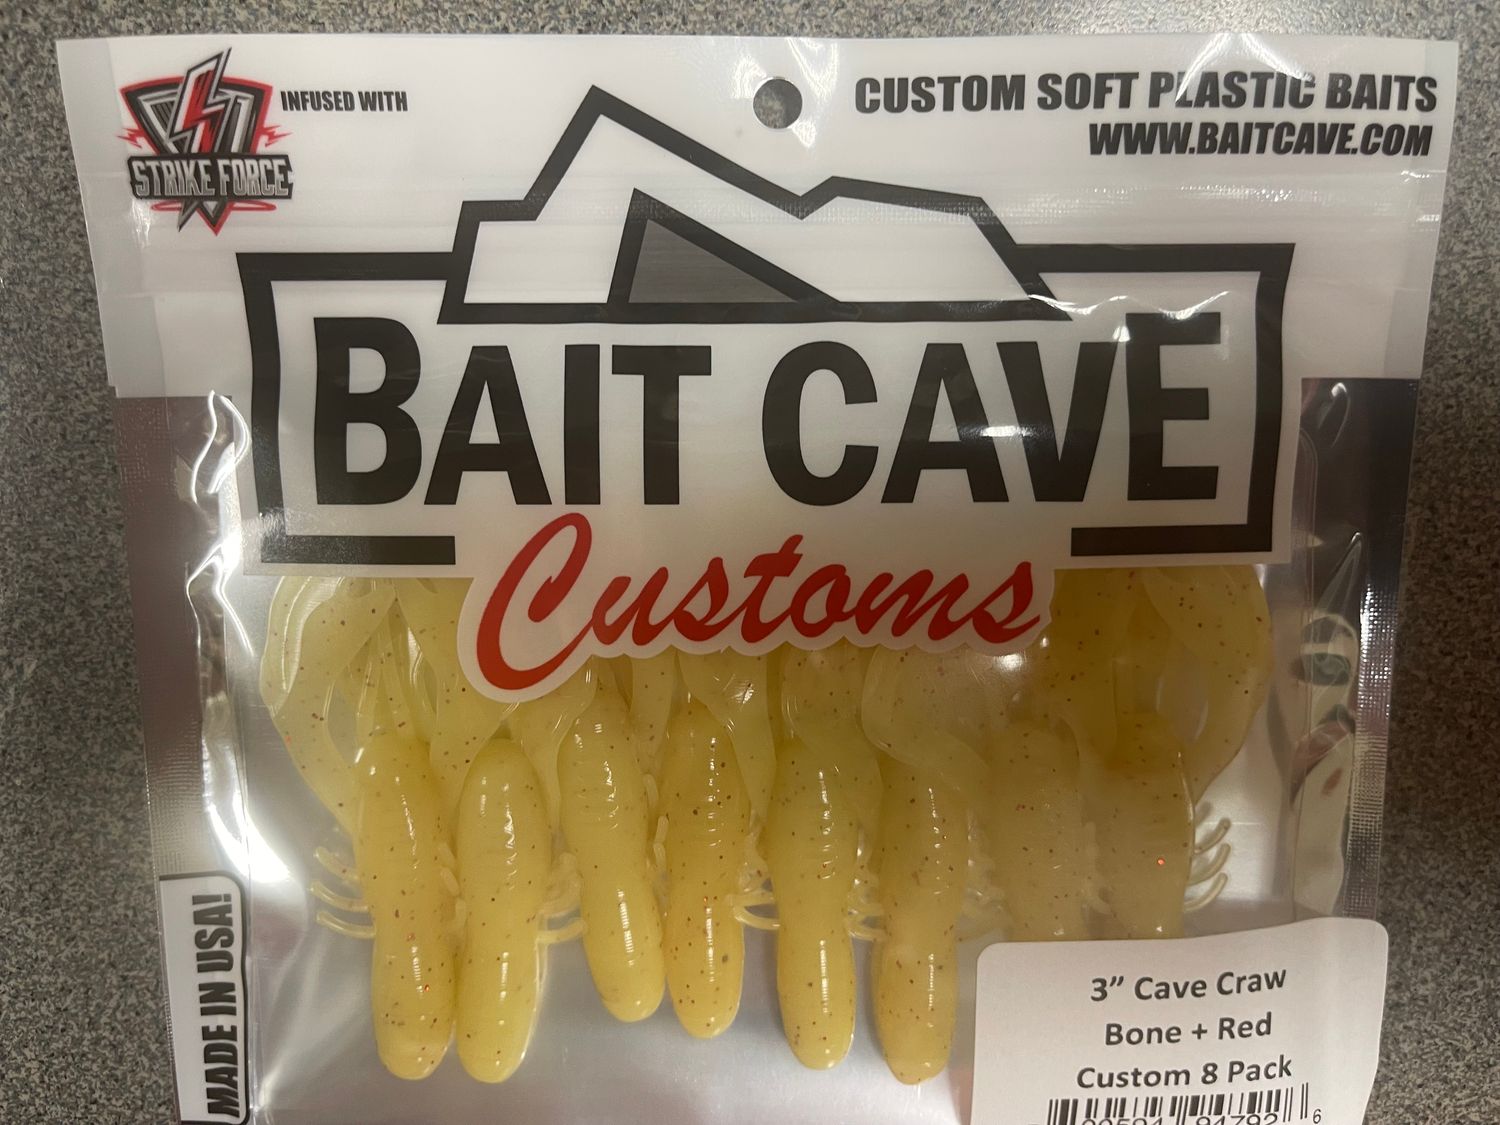 INFUSED WITH
STRIKE FORCE
CUSTOM SOFT PLASTIC BAITS
WWW.BAITCAVE.COM
BAIT CAVE
Customs
MADE IN USA!
3” Cave Craw
Bone + Red
Custom 8 Pack
6